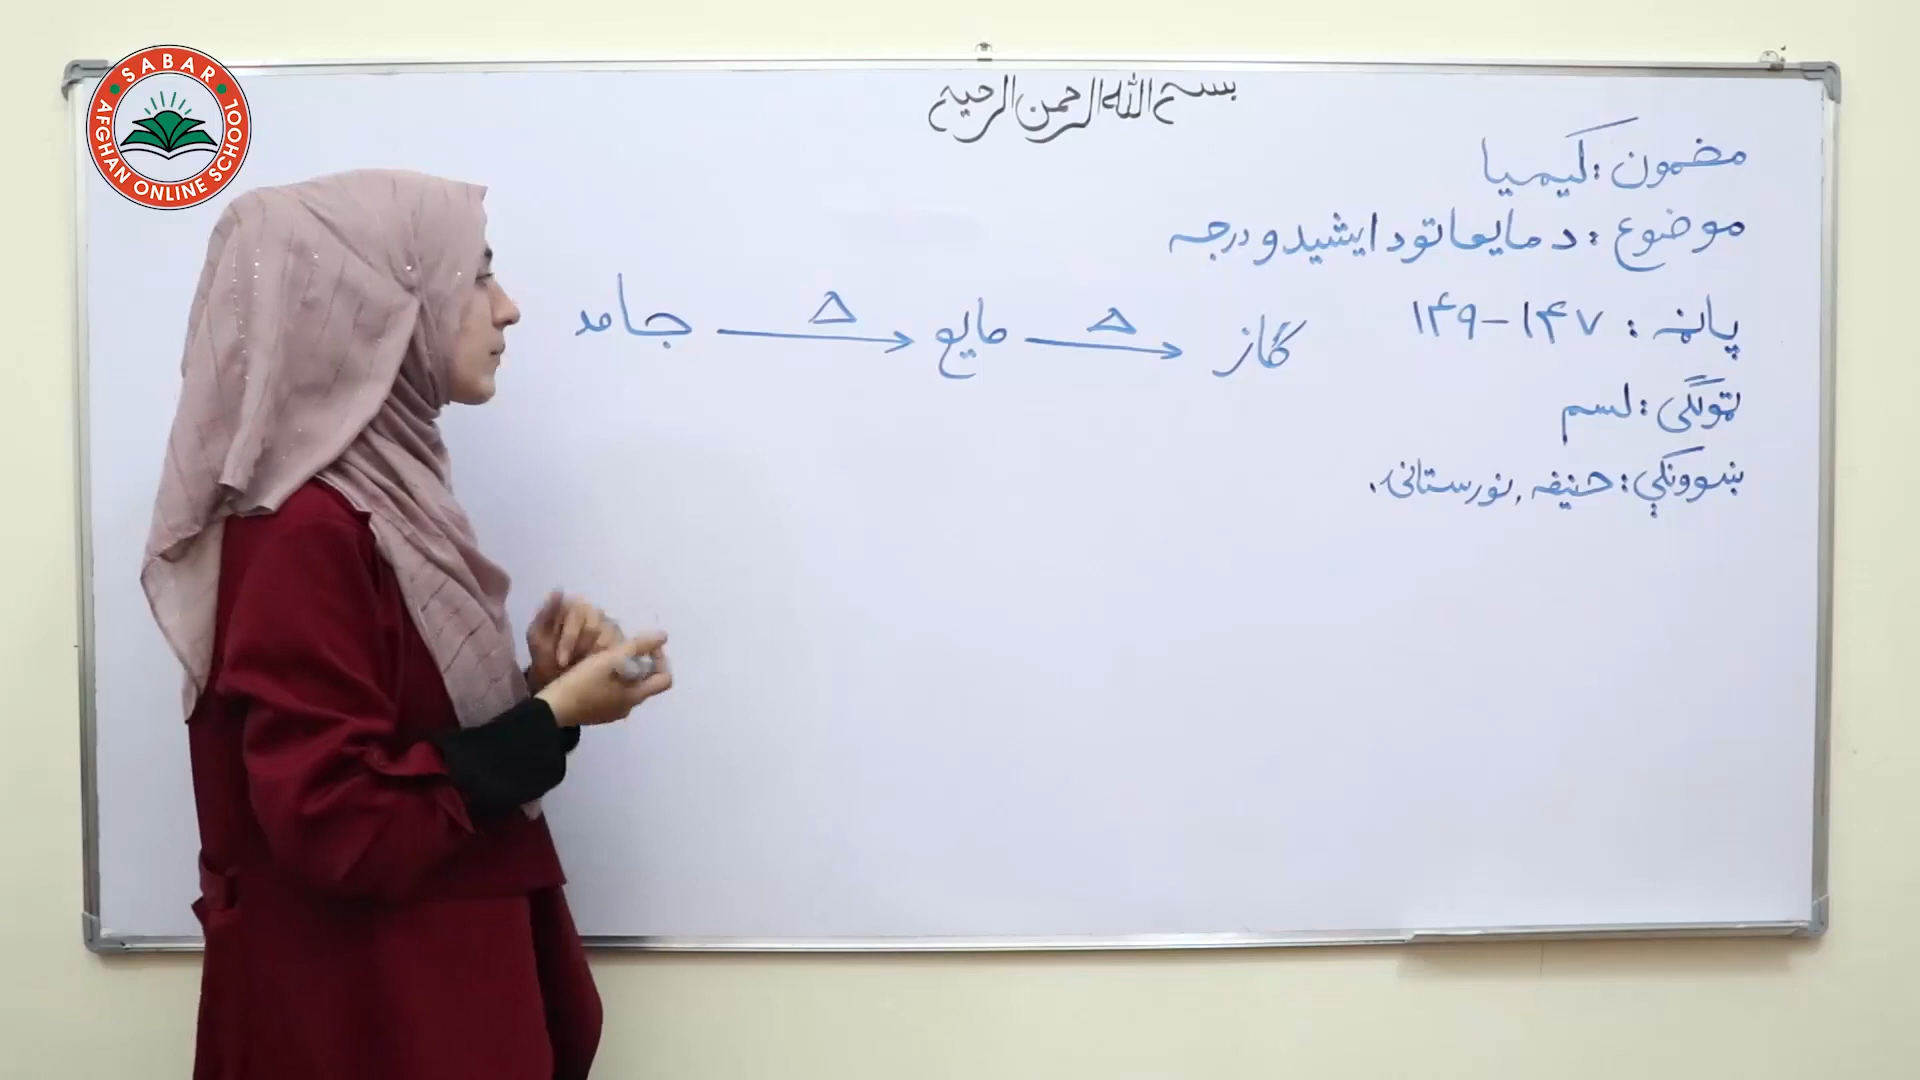 SABAR
AFGHAN ONLINE SCHOOL
بسم الله الرحمن الرحیم
مضمون : کیمیا
موضوع : د مایعاتو د ایشیدو درجه
پاڼه : ۱۴۷-۱۴۹
ټولګی : لسم
ښوونکې : حنیفه نورستانی
جامد → Δ مایع → Δ ګاز